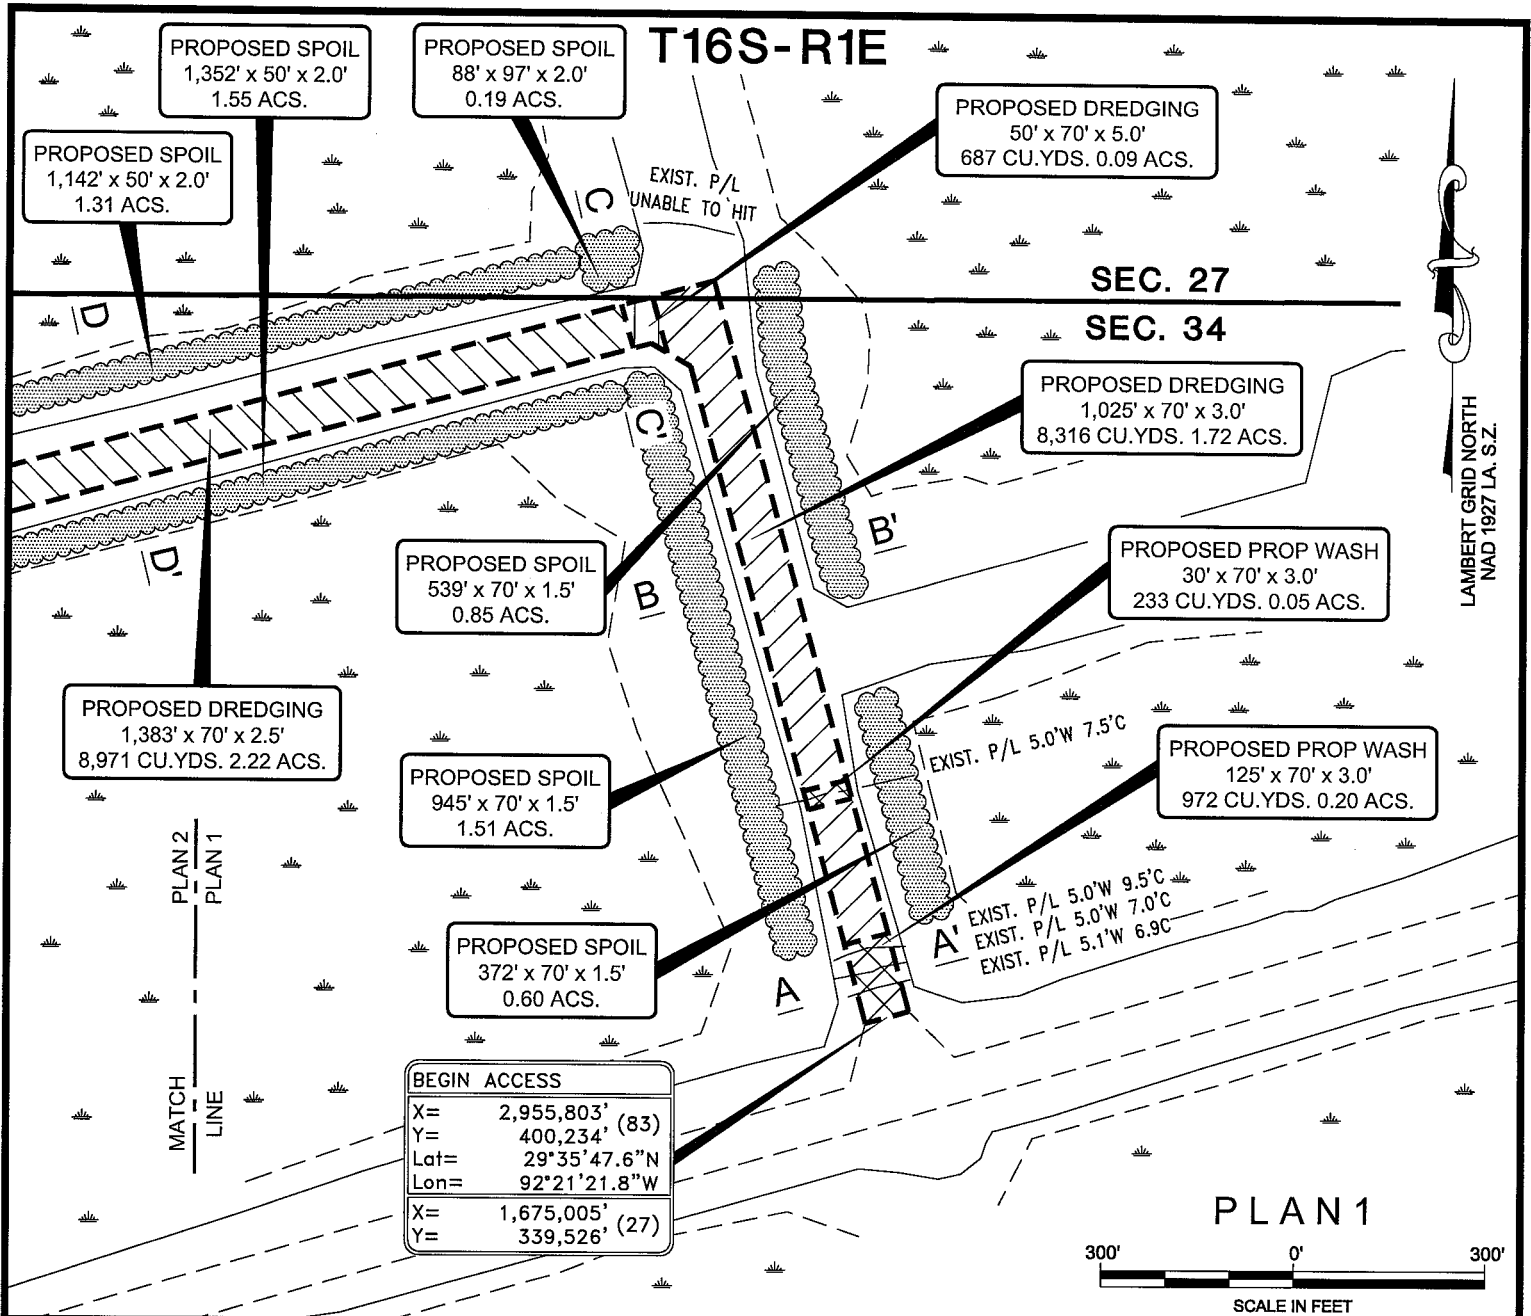 T16S-R1E
PROPOSED SPOIL
1,352' x 50' x 2.0'
1.55 ACS.
PROPOSED SPOIL
88' x 97' x 2.0'
0.19 ACS.
PROPOSED DREDGING
50' x 70' x 5.0'
687 CU.YDS. 0.09 ACS.
PROPOSED SPOIL
1,142' x 50' x 2.0'
1.31 ACS.
EXIST. P/L
UNABLE TO HIT
C
D
SEC. 27
SEC. 34
PROPOSED DREDGING
1,025' x 70' x 3.0'
8,316 CU.YDS. 1.72 ACS.
LAMBERT GRID NORTH
NAD 1927 LA. S.Z.
C'
D'
B'
B
PROPOSED SPOIL
539' x 70' x 1.5'
0.85 ACS.
PROPOSED PROP WASH
30' x 70' x 3.0'
233 CU.YDS. 0.05 ACS.
PROPOSED DREDGING
1,383' x 70' x 2.5'
8,971 CU.YDS. 2.22 ACS.
EXIST. P/L 5.0'W 7.5'C
PROPOSED PROP WASH
125' x 70' x 3.0'
972 CU.YDS. 0.20 ACS.
PROPOSED SPOIL
945' x 70' x 1.5'
1.51 ACS.
PLAN 2
PLAN 1
MATCH
LINE
EXIST. P/L 5.0'W 9.5'C
EXIST. P/L 5.0'W 7.0'C
EXIST. P/L 5.1'W 6.9C
A'
A
PROPOSED SPOIL
372' x 70' x 1.5'
0.60 ACS.
BEGIN ACCESS
X= 2,955,803' (83)
Y= 400,234'
Lat= 29°35'47.6"N
Lon= 92°21'21.8"W
X= 1,675,005' (27)
Y= 339,526'
PLAN 1
300' 0' 300'
SCALE IN FEET